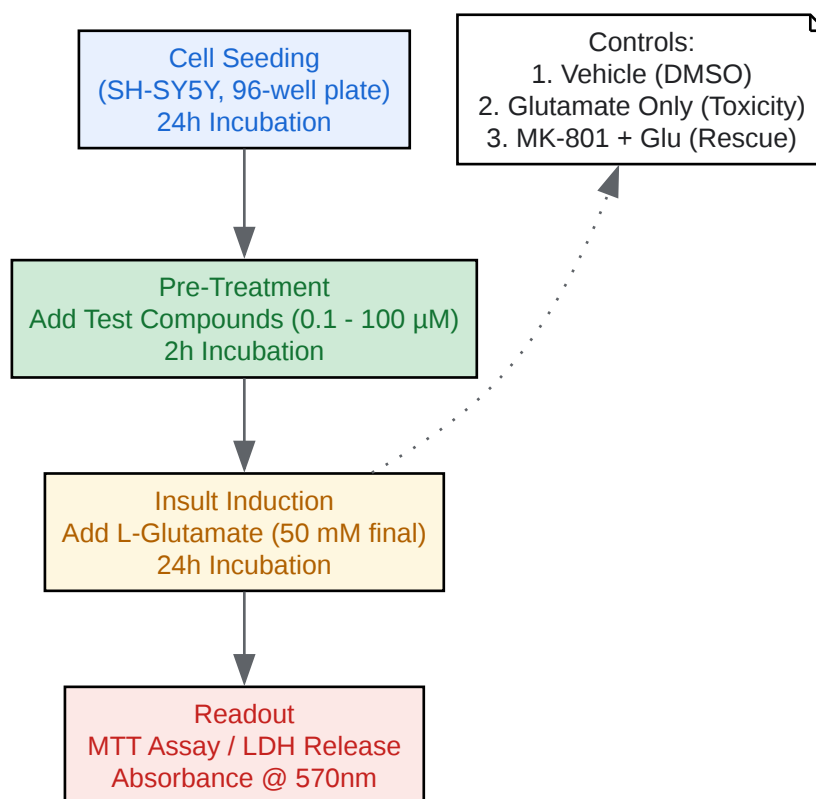 Cell Seeding
(SH-SY5Y, 96-well plate)
24h Incubation
Controls:
1. Vehicle (DMSO)
2. Glutamate Only (Toxicity)
3. MK-801 + Glu (Rescue)
Pre-Treatment
Add Test Compounds (0.1 - 100 µM)
2h Incubation
Insult Induction
Add L-Glutamate (50 mM final)
24h Incubation
Readout
MTT Assay / LDH Release
Absorbance @ 570nm